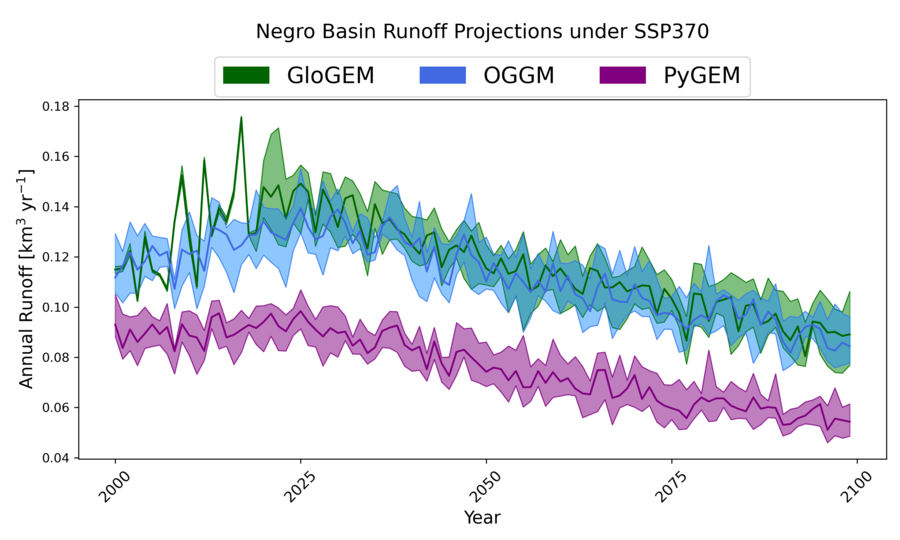 Negro Basin Runoff Projections under SSP370
GloGEM OGGM PyGEM
Annual Runoff [km³ yr⁻¹]
0.18
0.16
0.14
0.12
0.10
0.08
0.06
0.04
2000 2025 2050 2075 2100
Year